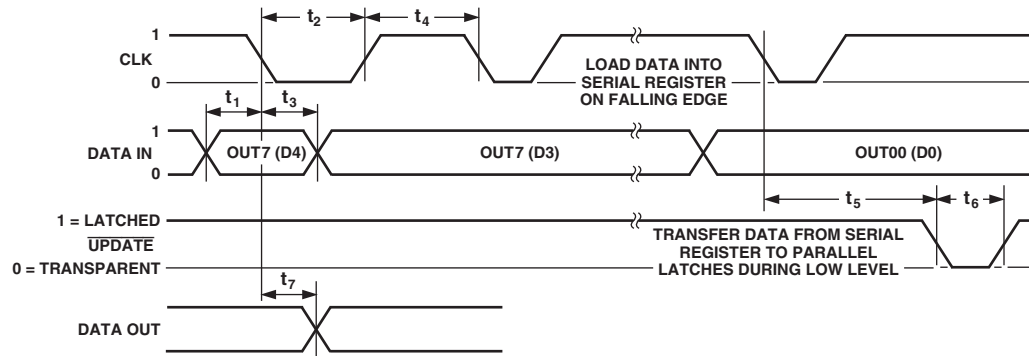 t2
t4
1
CLK
0
LOAD DATA INTO
SERIAL REGISTER
ON FALLING EDGE
t1
t3
1
DATA IN
0
OUT7 (D4)
OUT7 (D3)
OUT00 (D0)
t5
t6
1 = LATCHED
UPDATE
0 = TRANSPARENT
TRANSFER DATA FROM SERIAL
REGISTER TO PARALLEL
LATCHES DURING LOW LEVEL
t7
DATA OUT